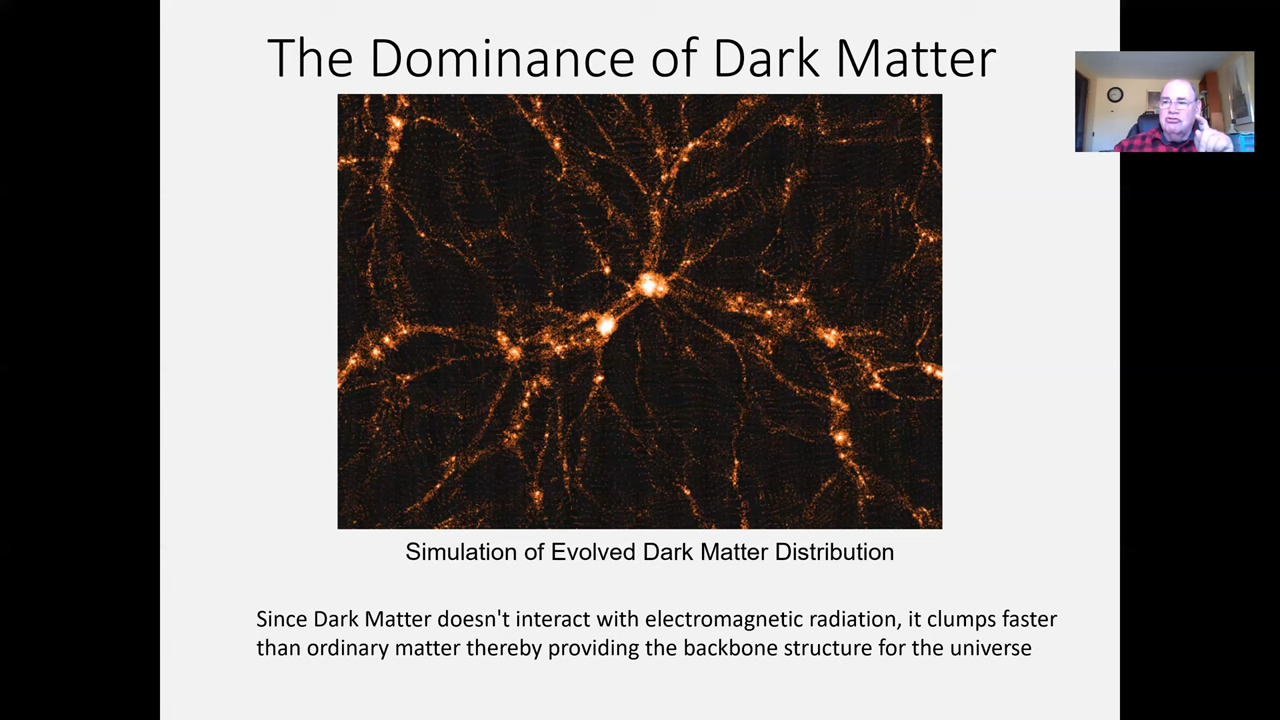 The Dominance of Dark Matter
Simulation of Evolved Dark Matter Distribution
Since Dark Matter doesn't interact with electromagnetic radiation, it clumps faster
than ordinary matter thereby providing the backbone structure for the universe